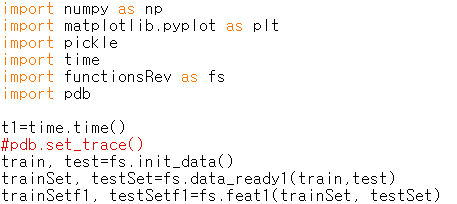 import numpy as np
import matplotlib.pyplot as plt
import pickle
import time
import functionsRev as fs
import pdb

t1=time.time()
#pdb.set_trace()
train, test=fs.init_data()
trainSet, testSet=fs.data_ready1(train,test)
trainSetf1, testSetf1=fs.feat1(trainSet, testSet)